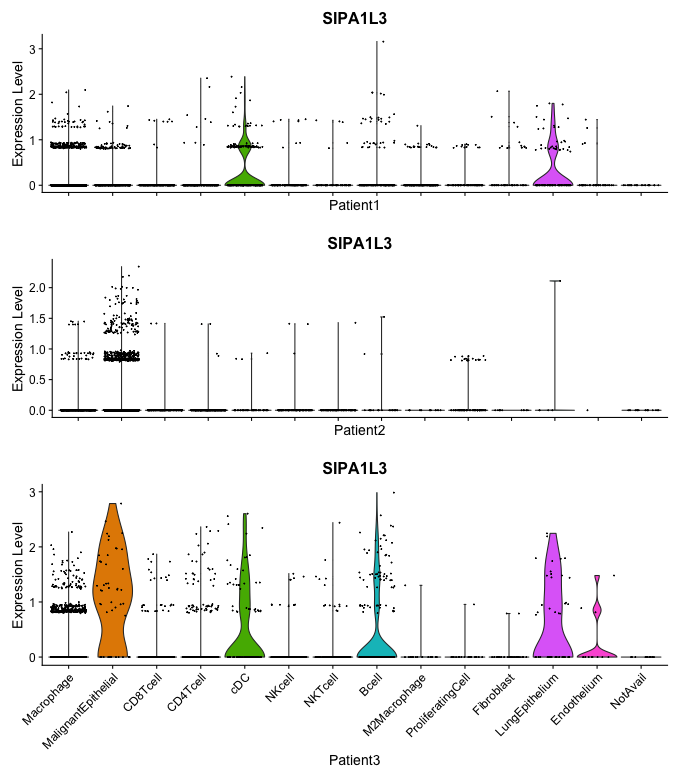 SIPA1L3
Expression Level
3
2
1
0
Patient1
SIPA1L3
Expression Level
2.0
1.5
1.0
0.5
0.0
Patient2
SIPA1L3
Expression Level
3
2
1
0
Macrophage
MalignantEpithelial
CD8Tcell
CD4Tcell
cDC
NKcell
NKTcell
Bcell
M2Macrophage
ProliferatingCell
Fibroblast
LungEpithelium
Endothelium
NotAvail
Patient3